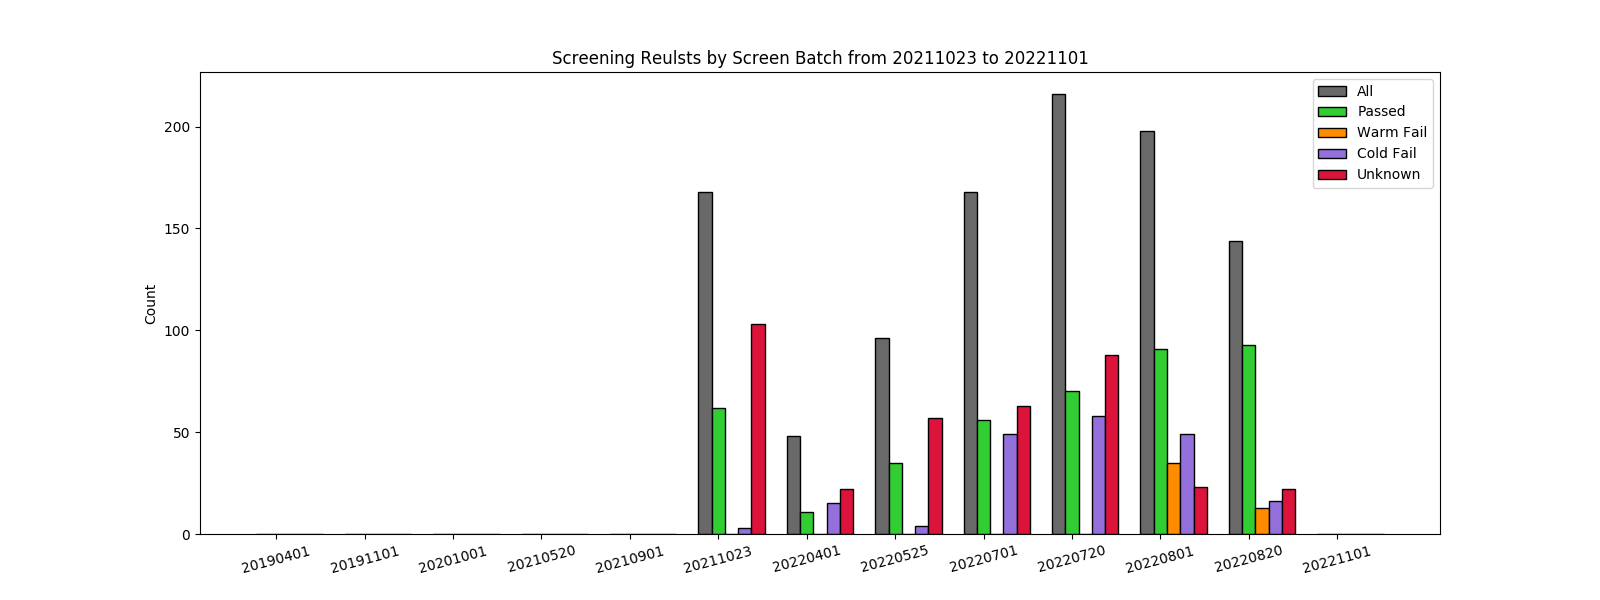 Screening Reulsts by Screen Batch from 20211023 to 20221101
All
Passed
Warm Fail
Cold Fail
Unknown
200
150
100
50
0
Count
20190401
20191101
20201001
20210520
20210901
20211023
20220401
20220525
20220701
20220720
20220801
20220820
20221101